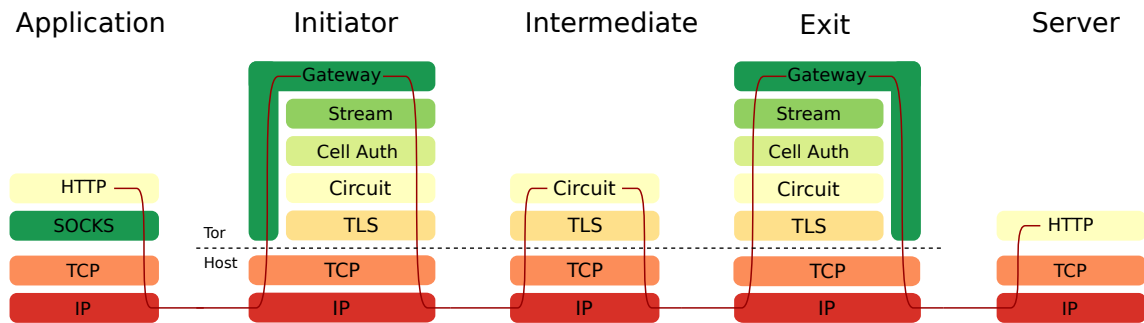 Application Initiator Intermediate Exit Server
Gateway Gateway
Stream Stream
Cell Auth Cell Auth
HTTP Circuit Circuit Circuit
SOCKS TLS TLS TLS HTTP
Tor
Host
TCP TCP TCP TCP TCP
IP IP IP IP IP